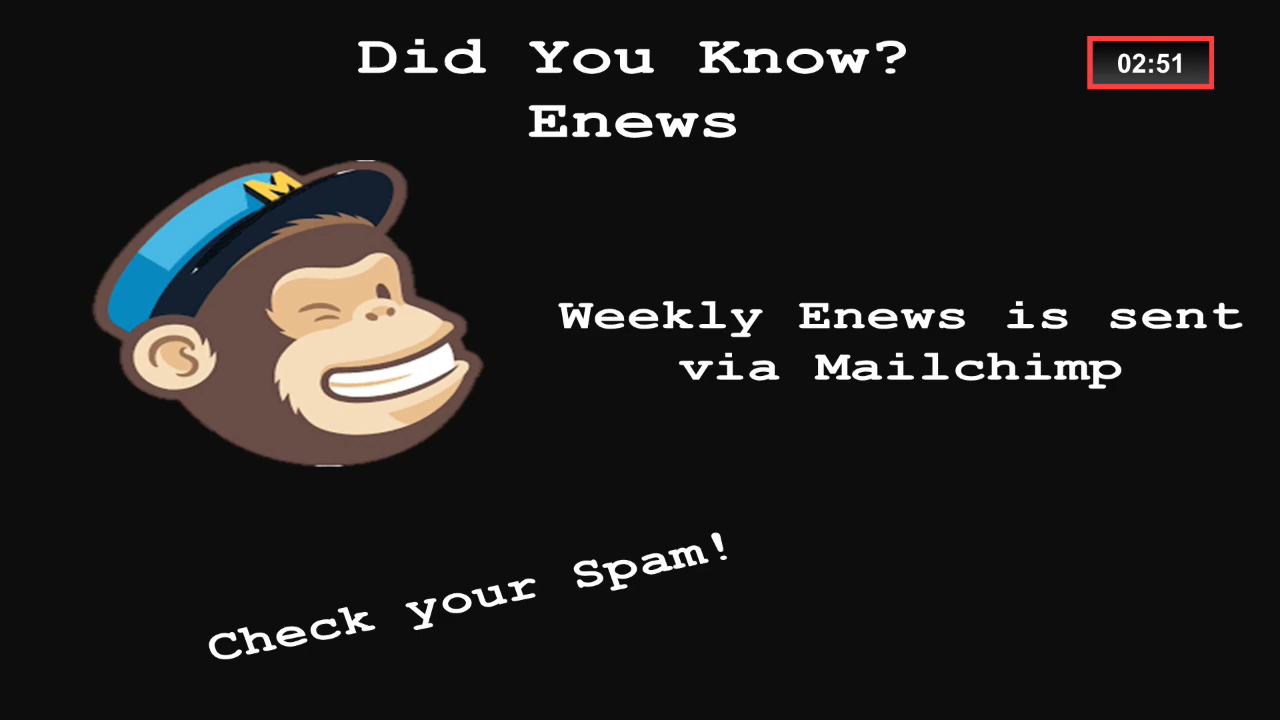 Did You Know?
Enews
02:51
M
Weekly Enews is sent
via Mailchimp
Check your Spam!